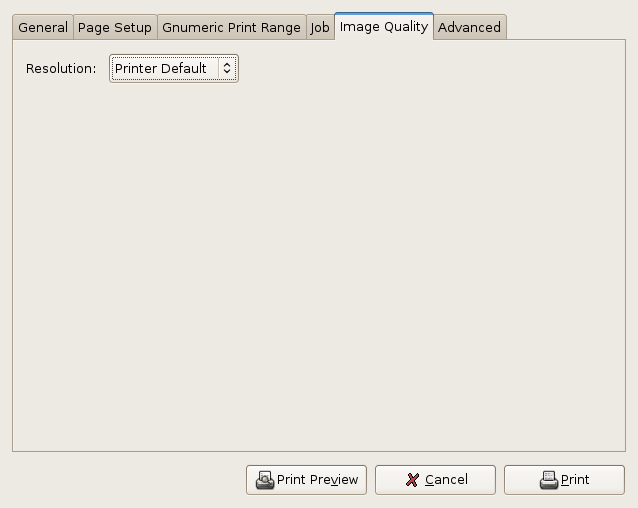 General Page Setup Gnumeric Print Range Job Image Quality Advanced
Resolution: Printer Default
Print Preview Cancel Print